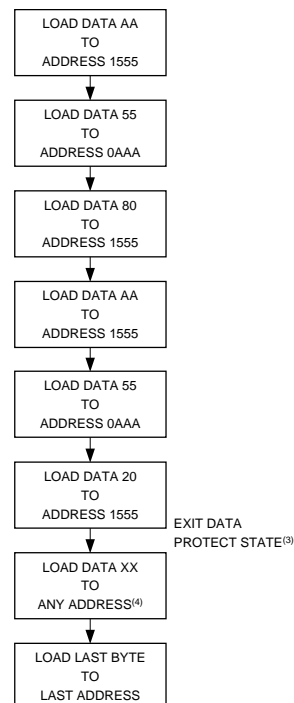 LOAD DATA AA
TO
ADDRESS 1555
LOAD DATA 55
TO
ADDRESS 0AAA
LOAD DATA 80
TO
ADDRESS 1555
LOAD DATA AA
TO
ADDRESS 1555
LOAD DATA 55
TO
ADDRESS 0AAA
LOAD DATA 20
TO
ADDRESS 1555
EXIT DATA
PROTECT STATE(3)
LOAD DATA XX
TO
ANY ADDRESS(4)
LOAD LAST BYTE
TO
LAST ADDRESS